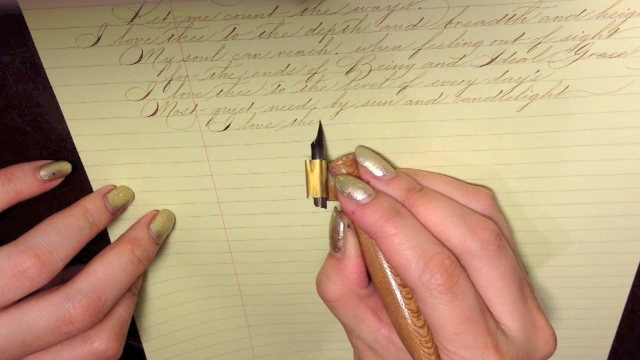 Let me count the ways.
I love thee to the depth and breadth and heig
My soul can reach, when feeling out of sight
For the ends of Being and Ideal Grace
I love thee to the level of every day's
Most quiet need, by sun and candlelight
I love the